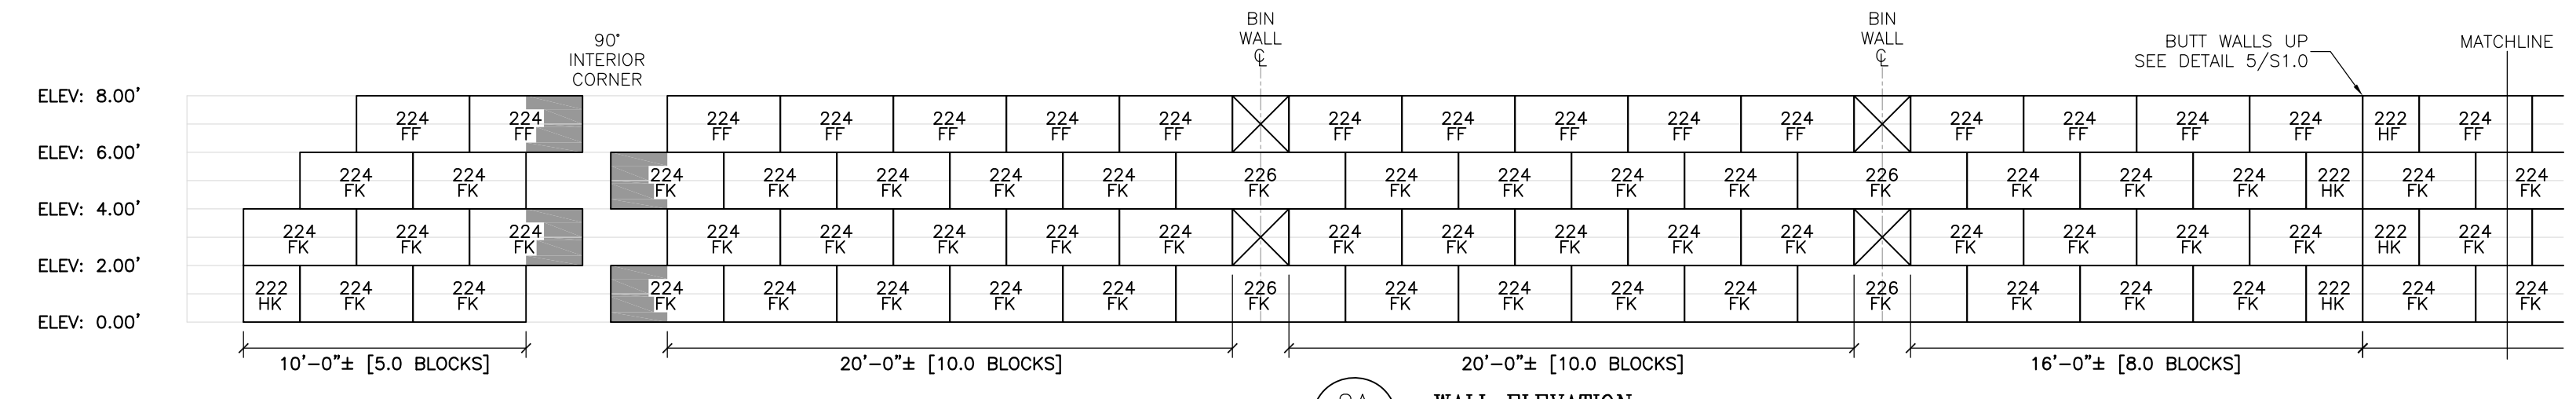 BIN
WALL
℄
BIN
WALL
℄
90°
INTERIOR
CORNER
BUTT WALLS UP
SEE DETAIL 5/S1.0
MATCHLINE
ELEV: 8.00'
224 224 224 224 224 224 224 224 224 224 224 224 224 224 224 224 222 224
FF FF FF FF FF FF FF FF FF FF FF FF FF FF FF FF HF FF
ELEV: 6.00'
224 224 224 224 224 224 224 226 224 224 224 224 226 224 224 224 222 224 224
FK FK FK FK FK FK FK FK FK FK FK FK FK FK FK FK HK FK FK
ELEV: 4.00'
224 224 224 224 224 224 224 224 224 224 224 224 224 224 224 224 224 222 224
FK FK FK FK FK FK FK FK FK FK FK FK FK FK FK FK FK HK FK
ELEV: 2.00'
222 224 224 224 224 224 224 224 226 224 224 224 224 226 224 224 224 222 224 224
HK FK FK FK FK FK FK FK FK FK FK FK FK FK FK FK FK HK FK FK
ELEV: 0.00'
10'-0"± [5.0 BLOCKS]
20'-0"± [10.0 BLOCKS]
20'-0"± [10.0 BLOCKS]
16'-0"± [8.0 BLOCKS]
WALL ELEVATION